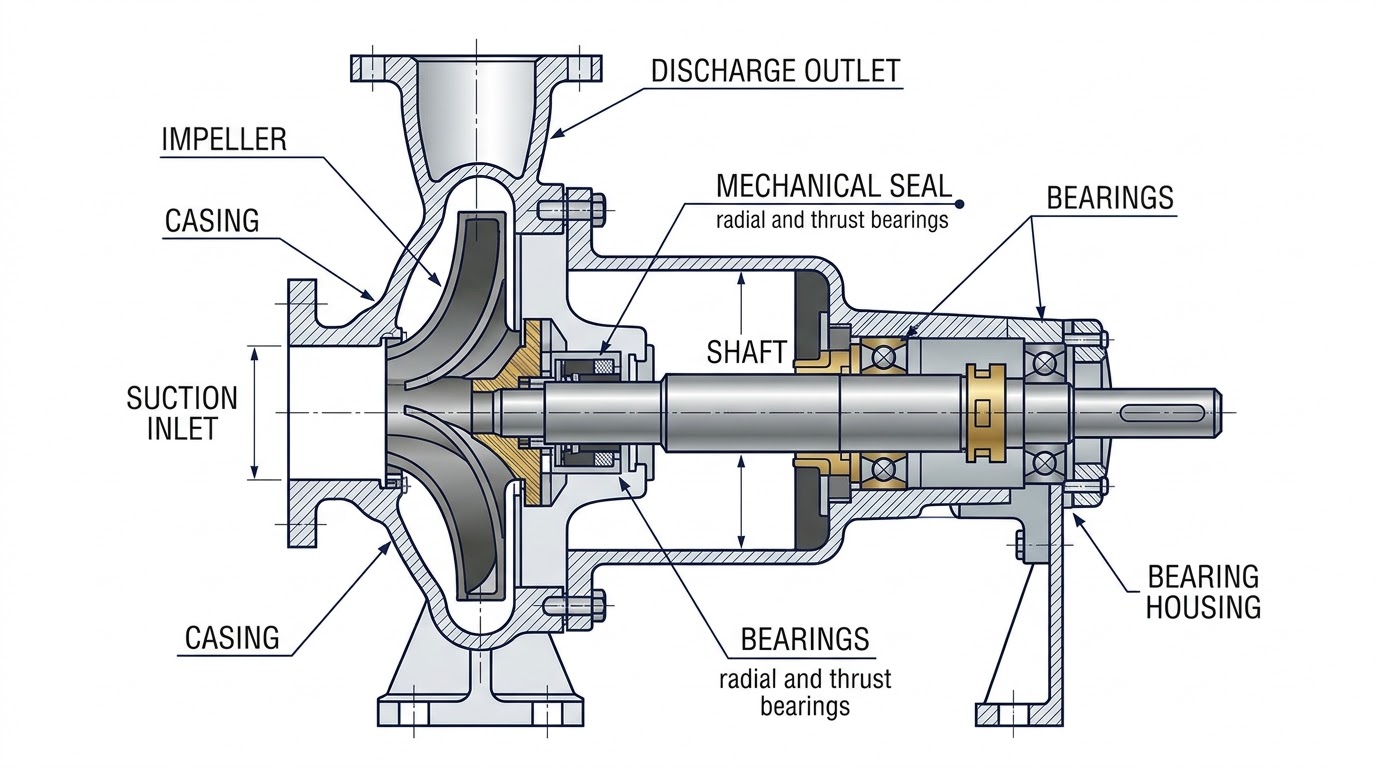 DISCHARGE OUTLET
IMPELLER
MECHANICAL SEAL
radial and thrust bearings
BEARINGS
CASING
SHAFT
SUCTION
INLET
BEARING
HOUSING
CASING
BEARINGS
radial and thrust
bearings